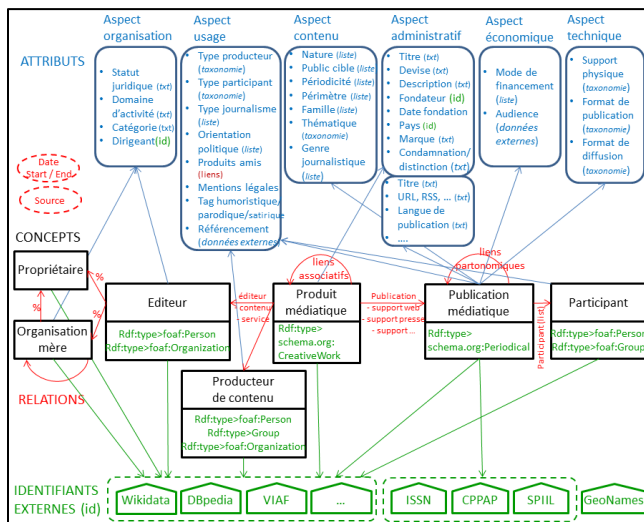 ATTRIBUTS
Aspect
organisation
• Statut
juridique (txt)
• Domaine
d'activité (txt)
• Catégorie(txt)
• Dirigeant(id)
Aspect
usage
• Type producteur
(taxonomie)
• Type participant
(taxonomie)
• Type journalisme
(liste)
• Orientation
politique (liste)
• Produits amis
(liens)
• Mentions légales
• Tag humoristique/
parodique/satirique
• Référencement
(données externes)
Aspect
contenu
• Nature (liste)
• Public cible (liste)
• Périodicité (liste)
• Périmètre (liste)
• Famille (liste)
• Thématique
(taxonomie)
• Genre
journalistique
(liste)
Aspect
administratif
• Titre (txt)
• Devise (txt)
• Description (txt)
• Fondateur (id)
• Date fondation
• Pays (id)
• Marque (txt)
• Condamnation/
distinction (txt)
• Titre (txt)
• URL, RSS, ... (txt)
• Langue de
publication (txt)
• ....
Aspect
économique
• Mode de
financement
(liste)
• Audience
(données
externes)
Aspect
technique
• Support
physique
(taxonomie)
• Format de
publication
(taxonomie)
• Format de
diffusion
(taxonomie)
Date
Start / End
Source
CONCEPTS
Propriétaire
%
%
%
%
Organisation
mère
RELATIONS
Editeur
Rdf:type>foaf:Person
Rdf:type>foaf:Organization
- éditeur
- contenu
- service
liens
associatifs
Produit
médiatique
Rdf:type>
schema.org:
CreativeWork
Publication
- support web
- support presse
- support ...
liens
partonomiques
Publication
médiatique
Rdf:type>
schema.org:Periodical
Participant(list)
Participant
Rdf:type>foaf:Person
Rdf:type>foaf:Group
Producteur
de contenu
Rdf:type>foaf:Person
Rdf:type>Group
Rdf:type>foaf:Organization
IDENTIFIANTS
EXTERNES (id)
Wikidata
DBpedia
VIAF
...
ISSN
CPPAP
SPIIL
GeoNames